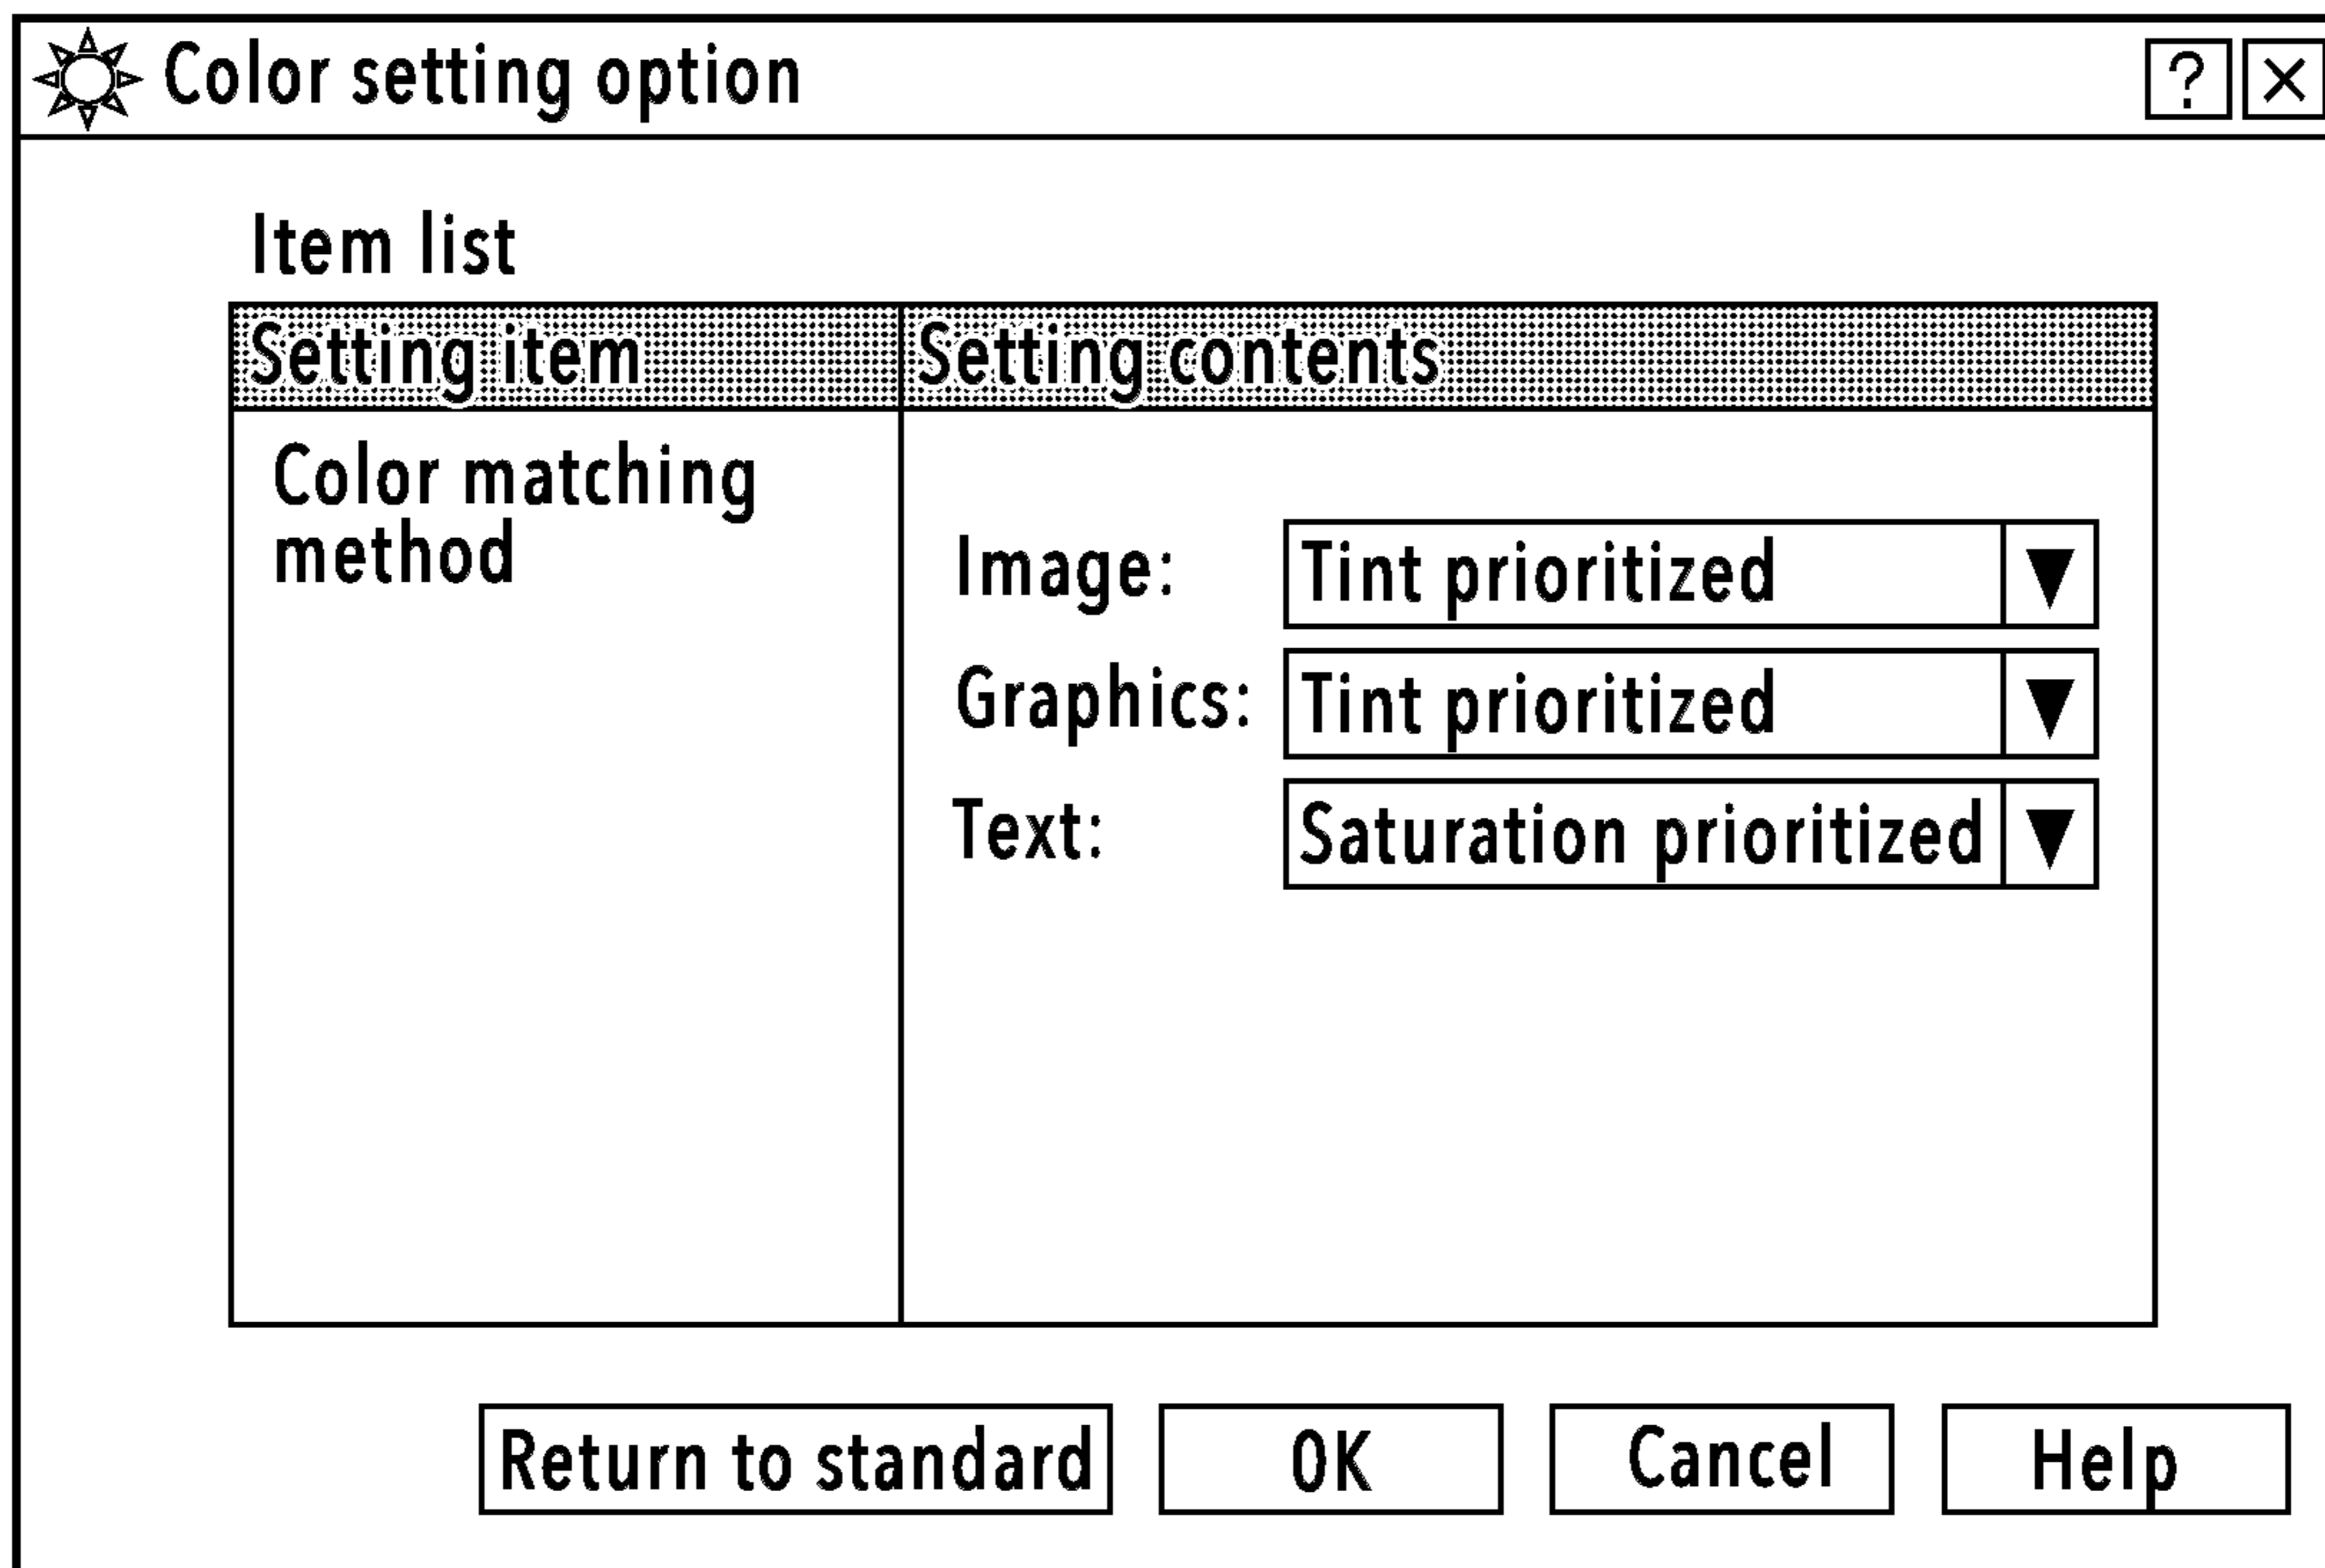 Color setting option ? ×
Item list
Setting item Setting contents
Color matching
method
Image: Tint prioritized ▼
Graphics: Tint prioritized ▼
Text: Saturation prioritized ▼
Return to standard OK Cancel Help